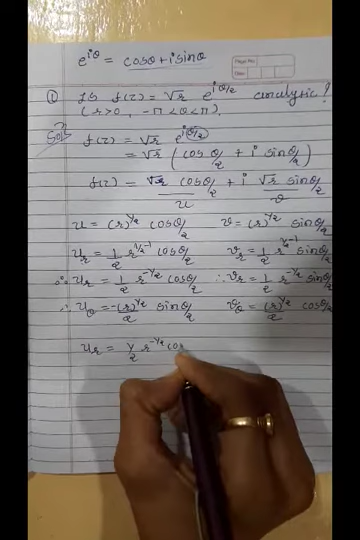 Page No.:
Date:
e^{iθ} = cosθ + i sinθ
① Is f(z) = √r e^{iθ/2} analytic?
(r>0, -π<θ<π).
Sol^n
f(z) = √r e^{i(θ/2)}
= √r (cos θ/2 + i sin θ/2)
f(z) = √r cos θ/2 + i √r sin θ/2
u v
u = (r)^{1/2} cos θ/2 v = (r)^{1/2} sin θ/2
u_r = 1/2 r^{1/2-1} cos θ/2 v_r = 1/2 r^{1/2-1} sin θ/2
∴ u_r = 1/2 r^{-1/2} cos θ/2 ∴ v_r = 1/2 r^{-1/2} sin θ/2
∴ u_θ = -(r)^{1/2}/2 sin θ/2 v_θ = (r)^{1/2}/2 cos θ/2
u_r = 1/2 r^{-1/2} cos